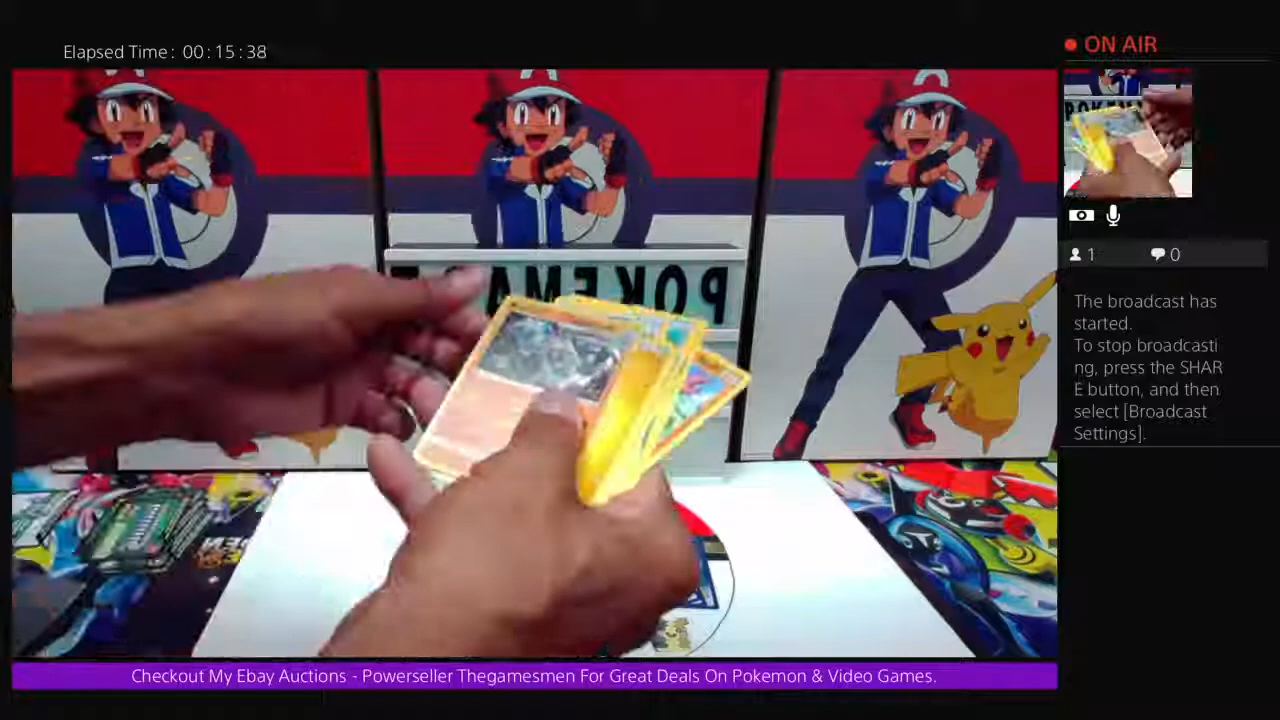 Elapsed Time: 00:15:38
ON AIR
1
0
The broadcast has
started.
To stop broadcasti
ng, press the SHAR
E button, and then
select [Broadcast
Settings].
Checkout My Ebay Auctions - Powerseller Thegamesmen For Great Deals On Pokemon & Video Games.